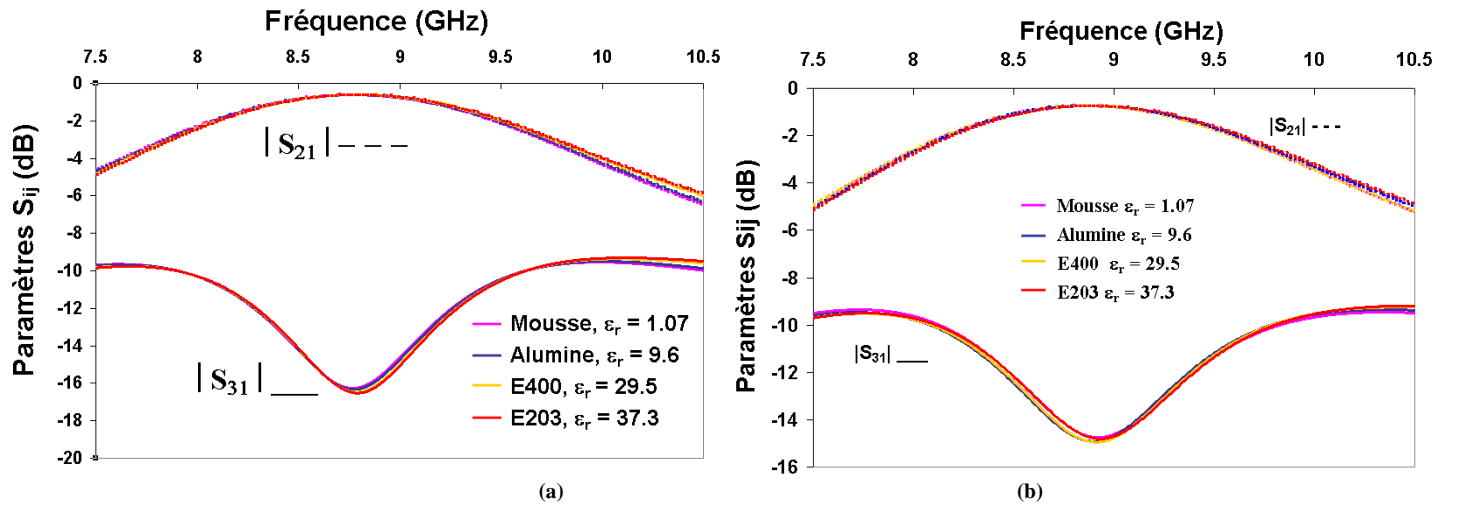 Fréquence (GHz)
7.5 8 8.5 9 9.5 10 10.5
0
-2
-4
-6
-8
-10
-12
-14
-16
-18
-20
Paramètres Sij (dB)
|S21| – – –
|S31| ___
Mousse, εr = 1.07
Alumine, εr = 9.6
E400, εr = 29.5
E203, εr = 37.3
(a)
Fréquence (GHz)
7.5 8 8.5 9 9.5 10 10.5
0
-2
-4
-6
-8
-10
-12
-14
-16
Paramètres Sij (dB)
|S21| - - -
Mousse εr = 1.07
Alumine εr = 9.6
E400 εr = 29.5
E203 εr = 37.3
|S31| ___
(b)